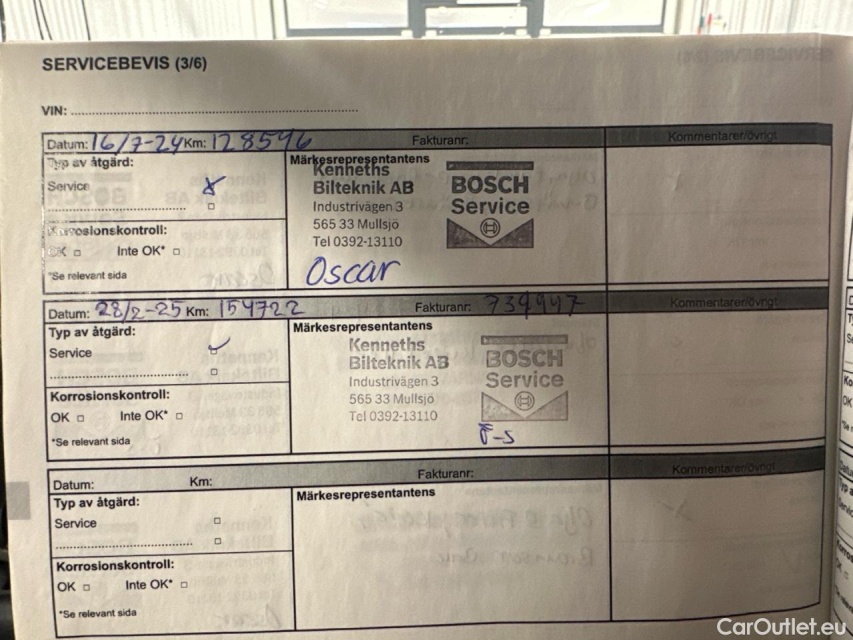 SERVICEBEVIS (3/6)
VIN:
Datum: 16/7-24 Km: 128596 Fakturanr: Kommentarer/övrigt
Typ av åtgärd:
Service
Korrosionskontroll:
OK Inte OK*
*Se relevant sida
Märkesrepresentantens
Kenneths
Bilteknik AB
Industrivägen 3
565 33 Mullsjö
Tel 0392-13110
BOSCH
Service
Oscar
Datum: 28/2-25 Km: 154722 Fakturanr: 734447 Kommentarer/övrigt
Typ av åtgärd:
Service
Korrosionskontroll:
OK Inte OK*
*Se relevant sida
Märkesrepresentantens
Kenneths
Bilteknik AB
Industrivägen 3
565 33 Mullsjö
Tel 0392-13110
BOSCH
Service
F-S
Datum: Km: Fakturanr: Kommentarer/övrigt
Typ av åtgärd:
Service
Korrosionskontroll:
OK Inte OK*
*Se relevant sida
Märkesrepresentantens
CarOutlet.eu